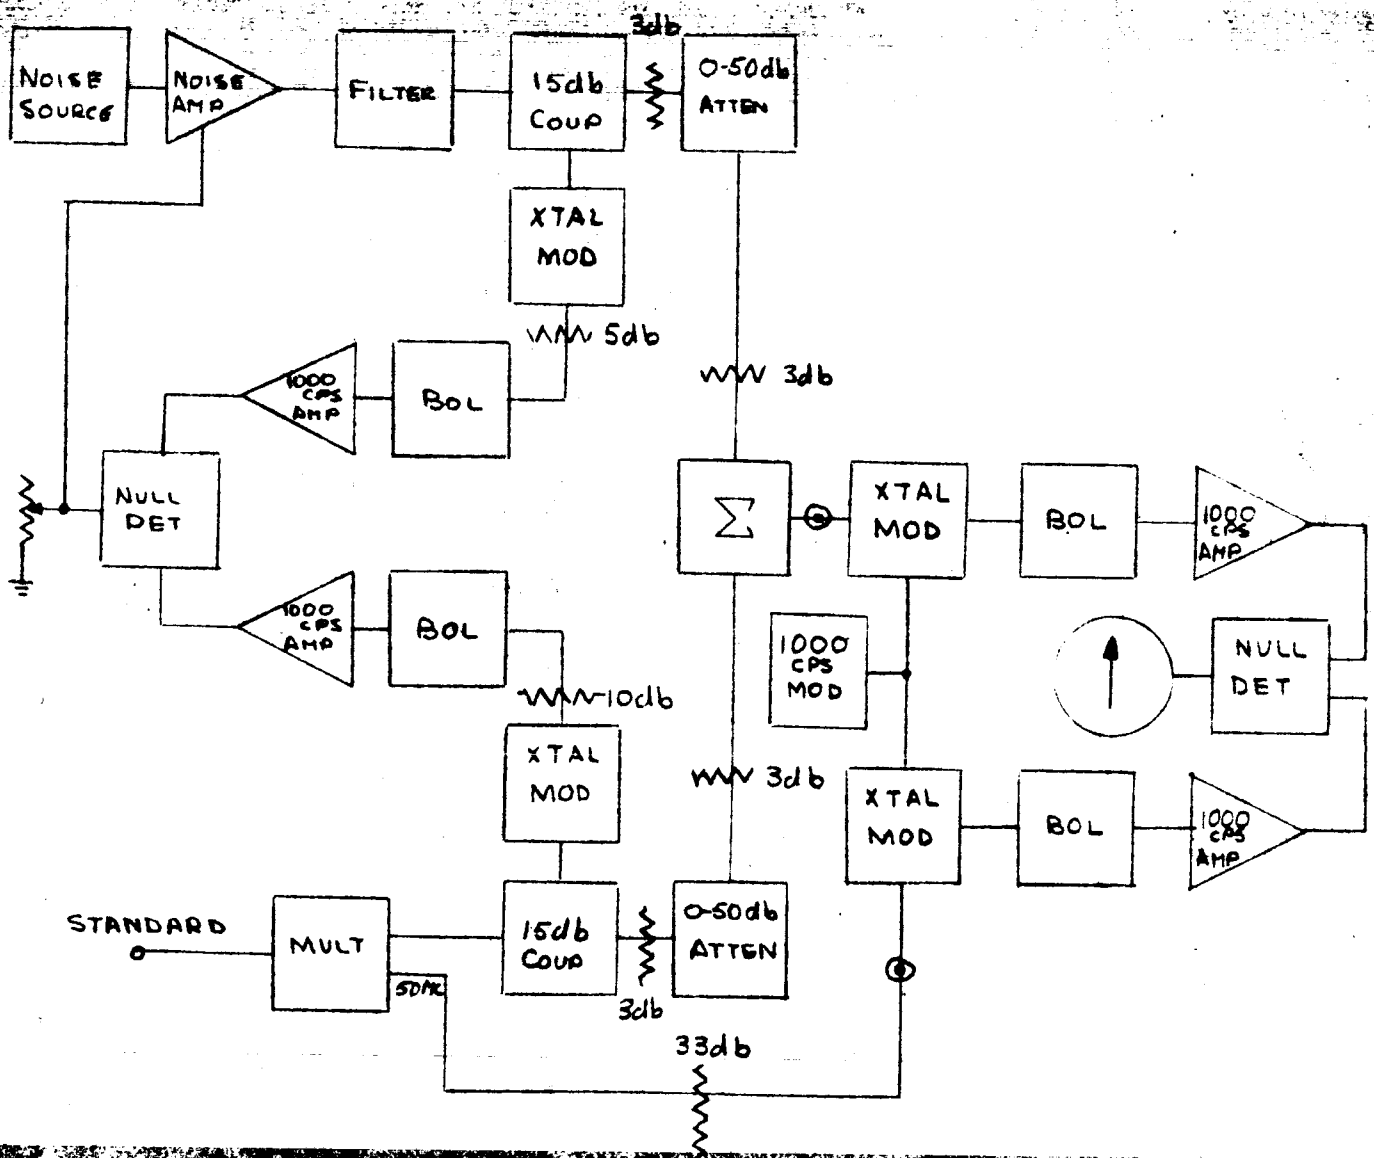 NOISE
SOURCE
NOISE
AMP
FILTER
15db
COUP
3db
0-50db
ATTEN
XTAL
MOD
5db
1000
CPS
AMP
BOL
3db
NULL
DET
Σ
XTAL
MOD
BOL
1000
CPS
AMP
1000
CPS
AMP
BOL
10db
1000
CPS
MOD
NULL
DET
XTAL
MOD
3db
XTAL
MOD
BOL
1000
CPS
AMP
STANDARD
MULT
50MC
15db
COUP
3db
0-50db
ATTEN
33db